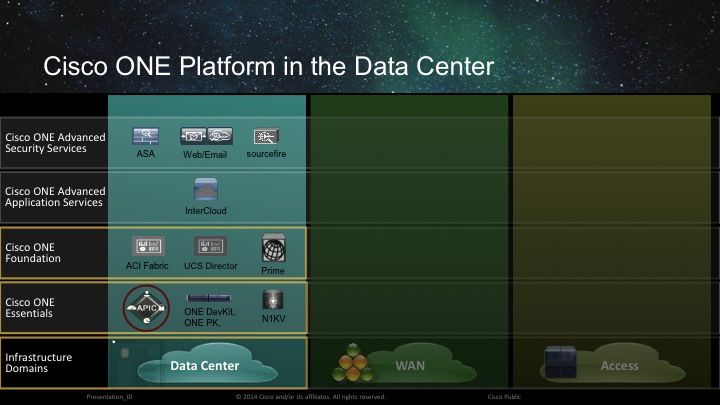 Cisco ONE Platform in the Data Center
Cisco ONE Advanced
Security Services
ASA
Web/Email
sourcefire
Cisco ONE Advanced
Application Services
InterCloud
Cisco ONE
Foundation
ACI Fabric
UCS Director
Prime
Cisco ONE
Essentials
APIC
ONE DevKit,
ONE PK,
N1KV
Infrastructure
Domains
Data Center
WAN
Access
Presentation_ID
© 2014 Cisco and/or its affiliates. All rights reserved.
Cisco Public